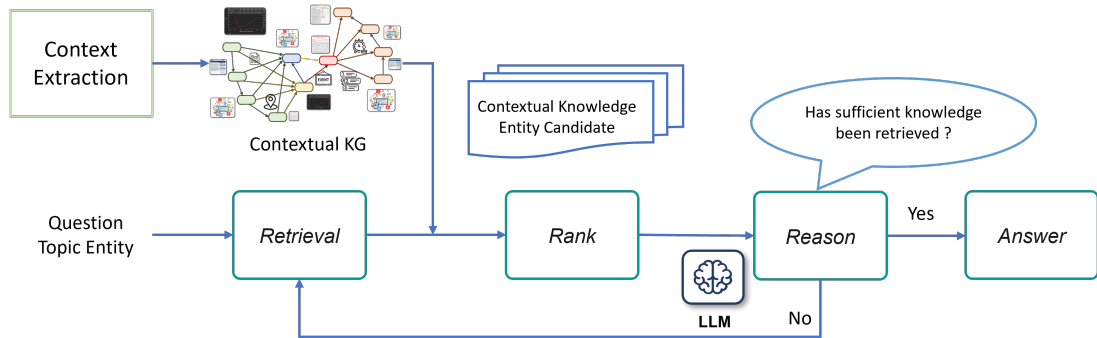 Context
Extraction
Contextual KG
Contextual Knowledge
Entity Candidate
Has sufficient knowledge
been retrieved ?
Question
Topic Entity
Retrieval
Rank
Reason
Yes
Answer
LLM
No